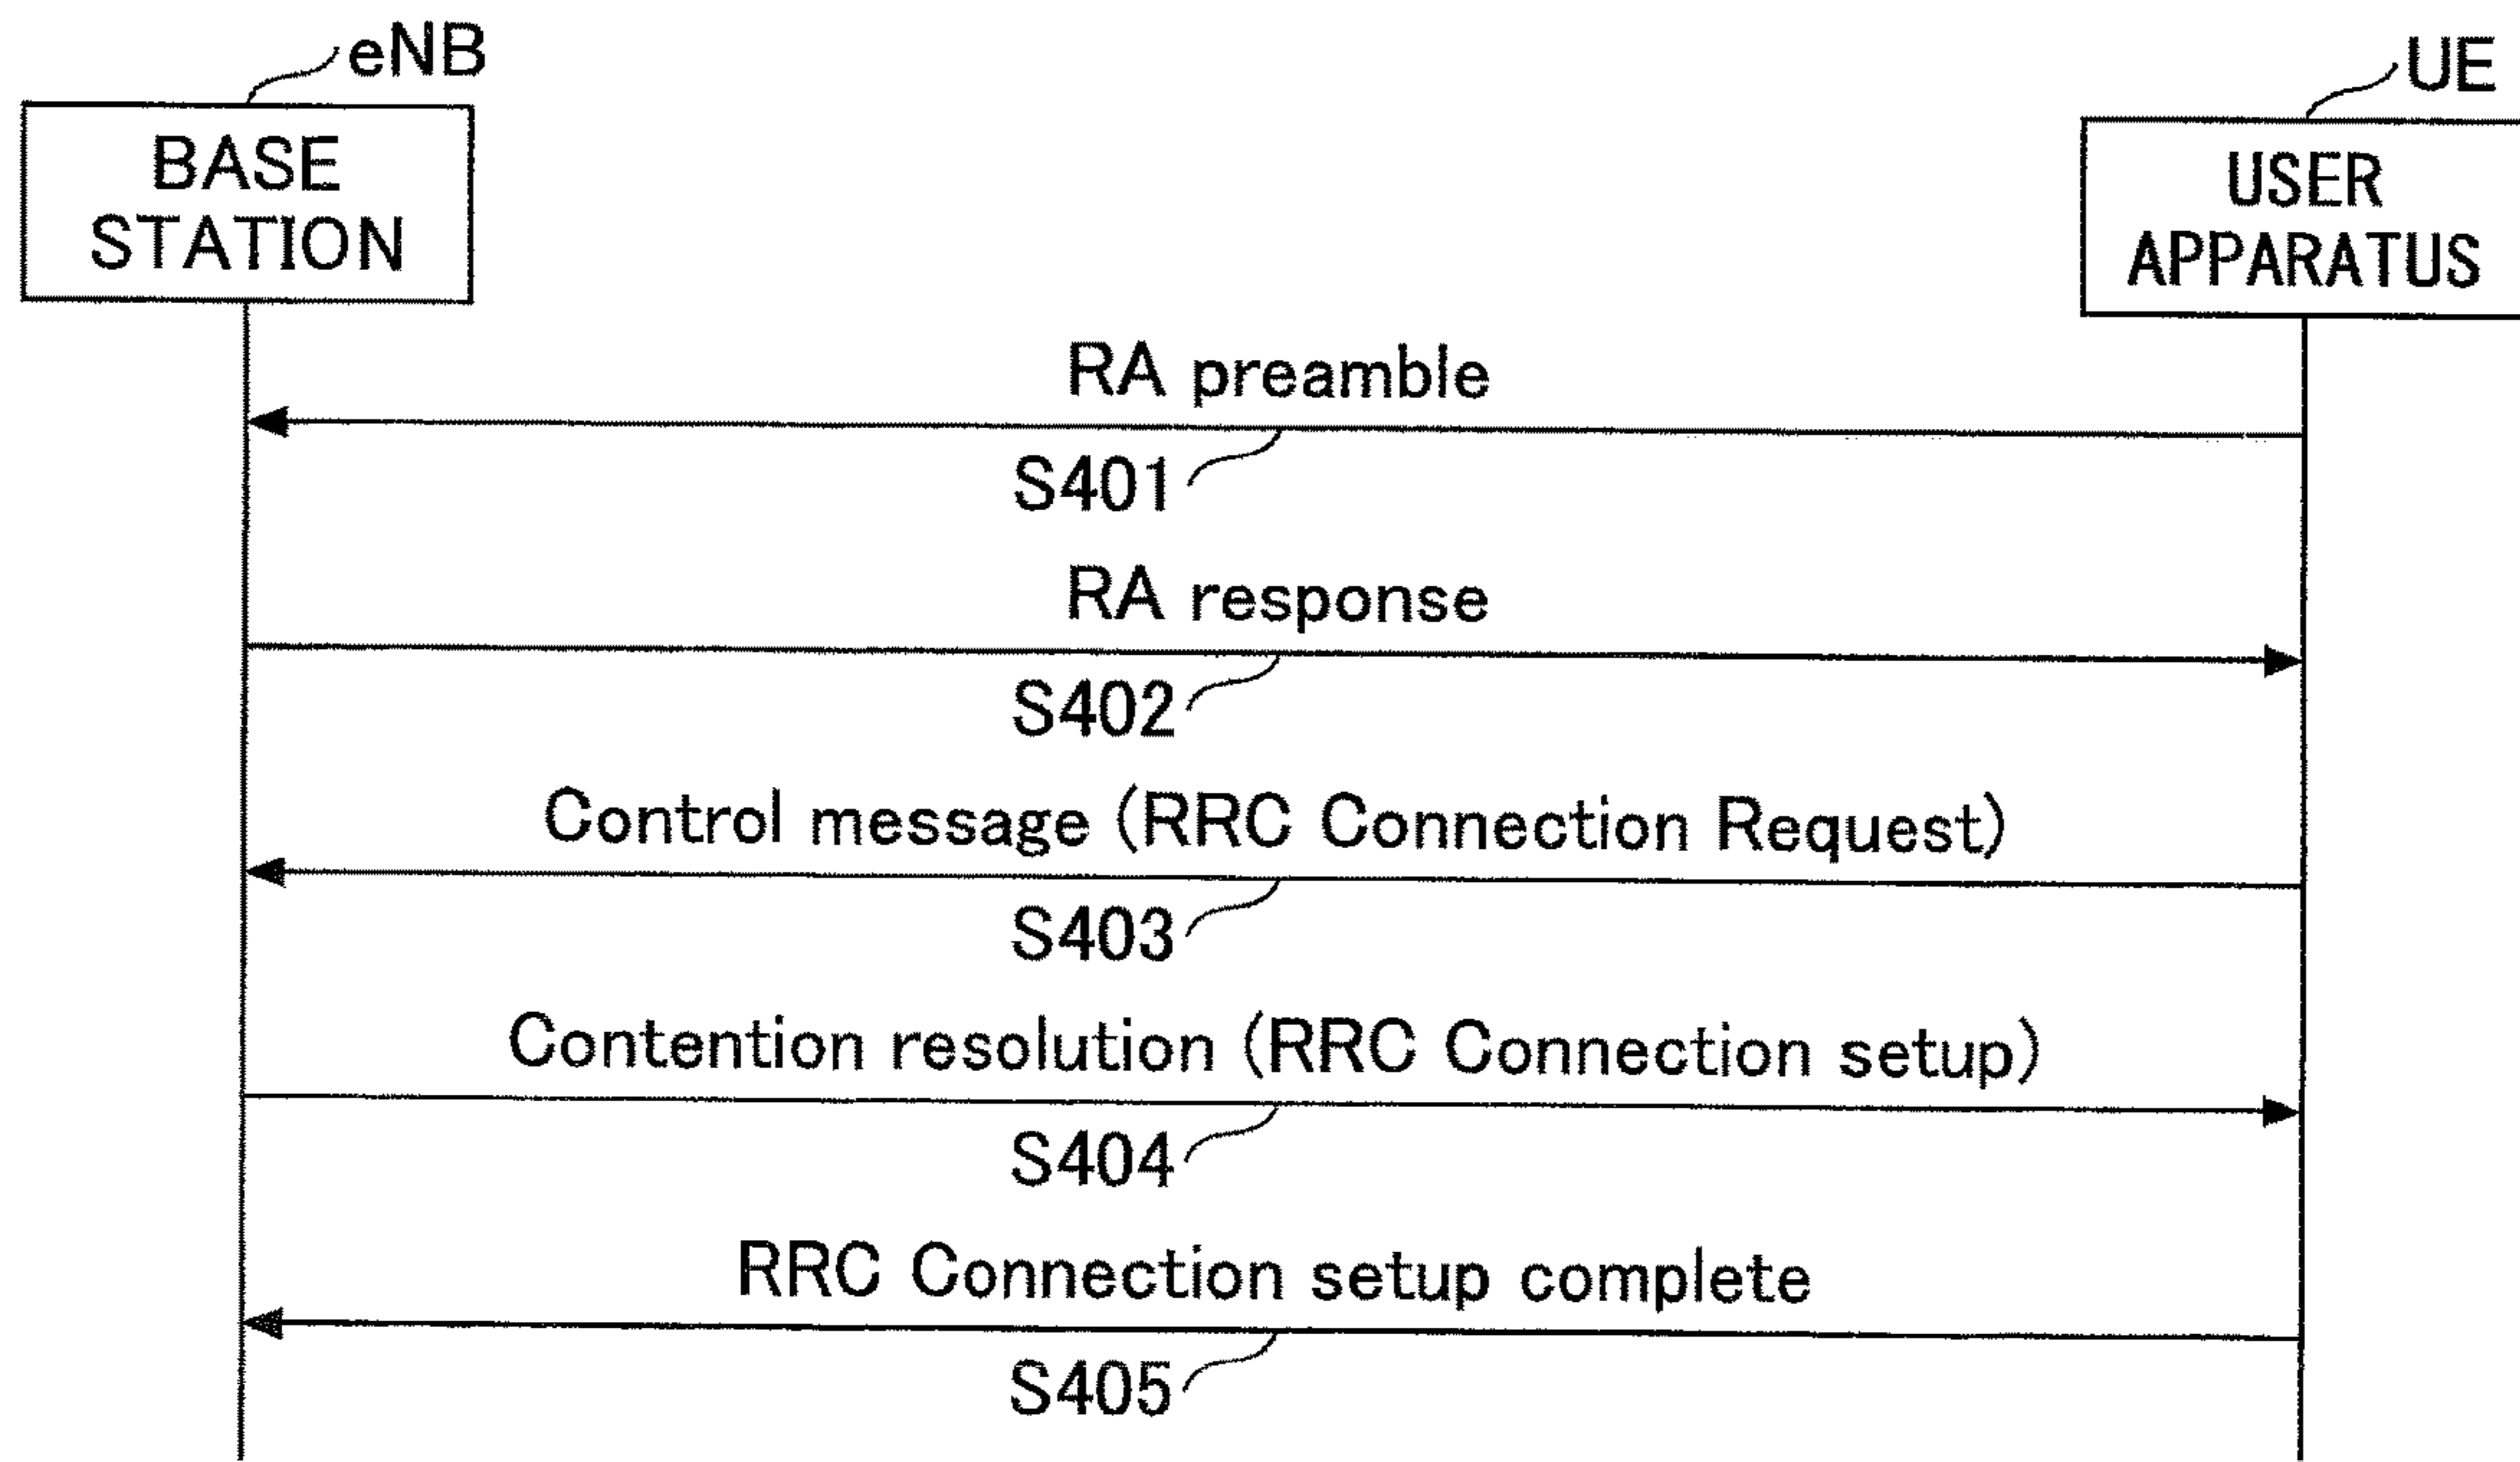 eNB
UE
BASE
STATION
USER
APPARATUS
RA preamble
S401
RA response
S402
Control message (RRC Connection Request)
S403
Contention resolution (RRC Connection setup)
S404
RRC Connection setup complete
S405